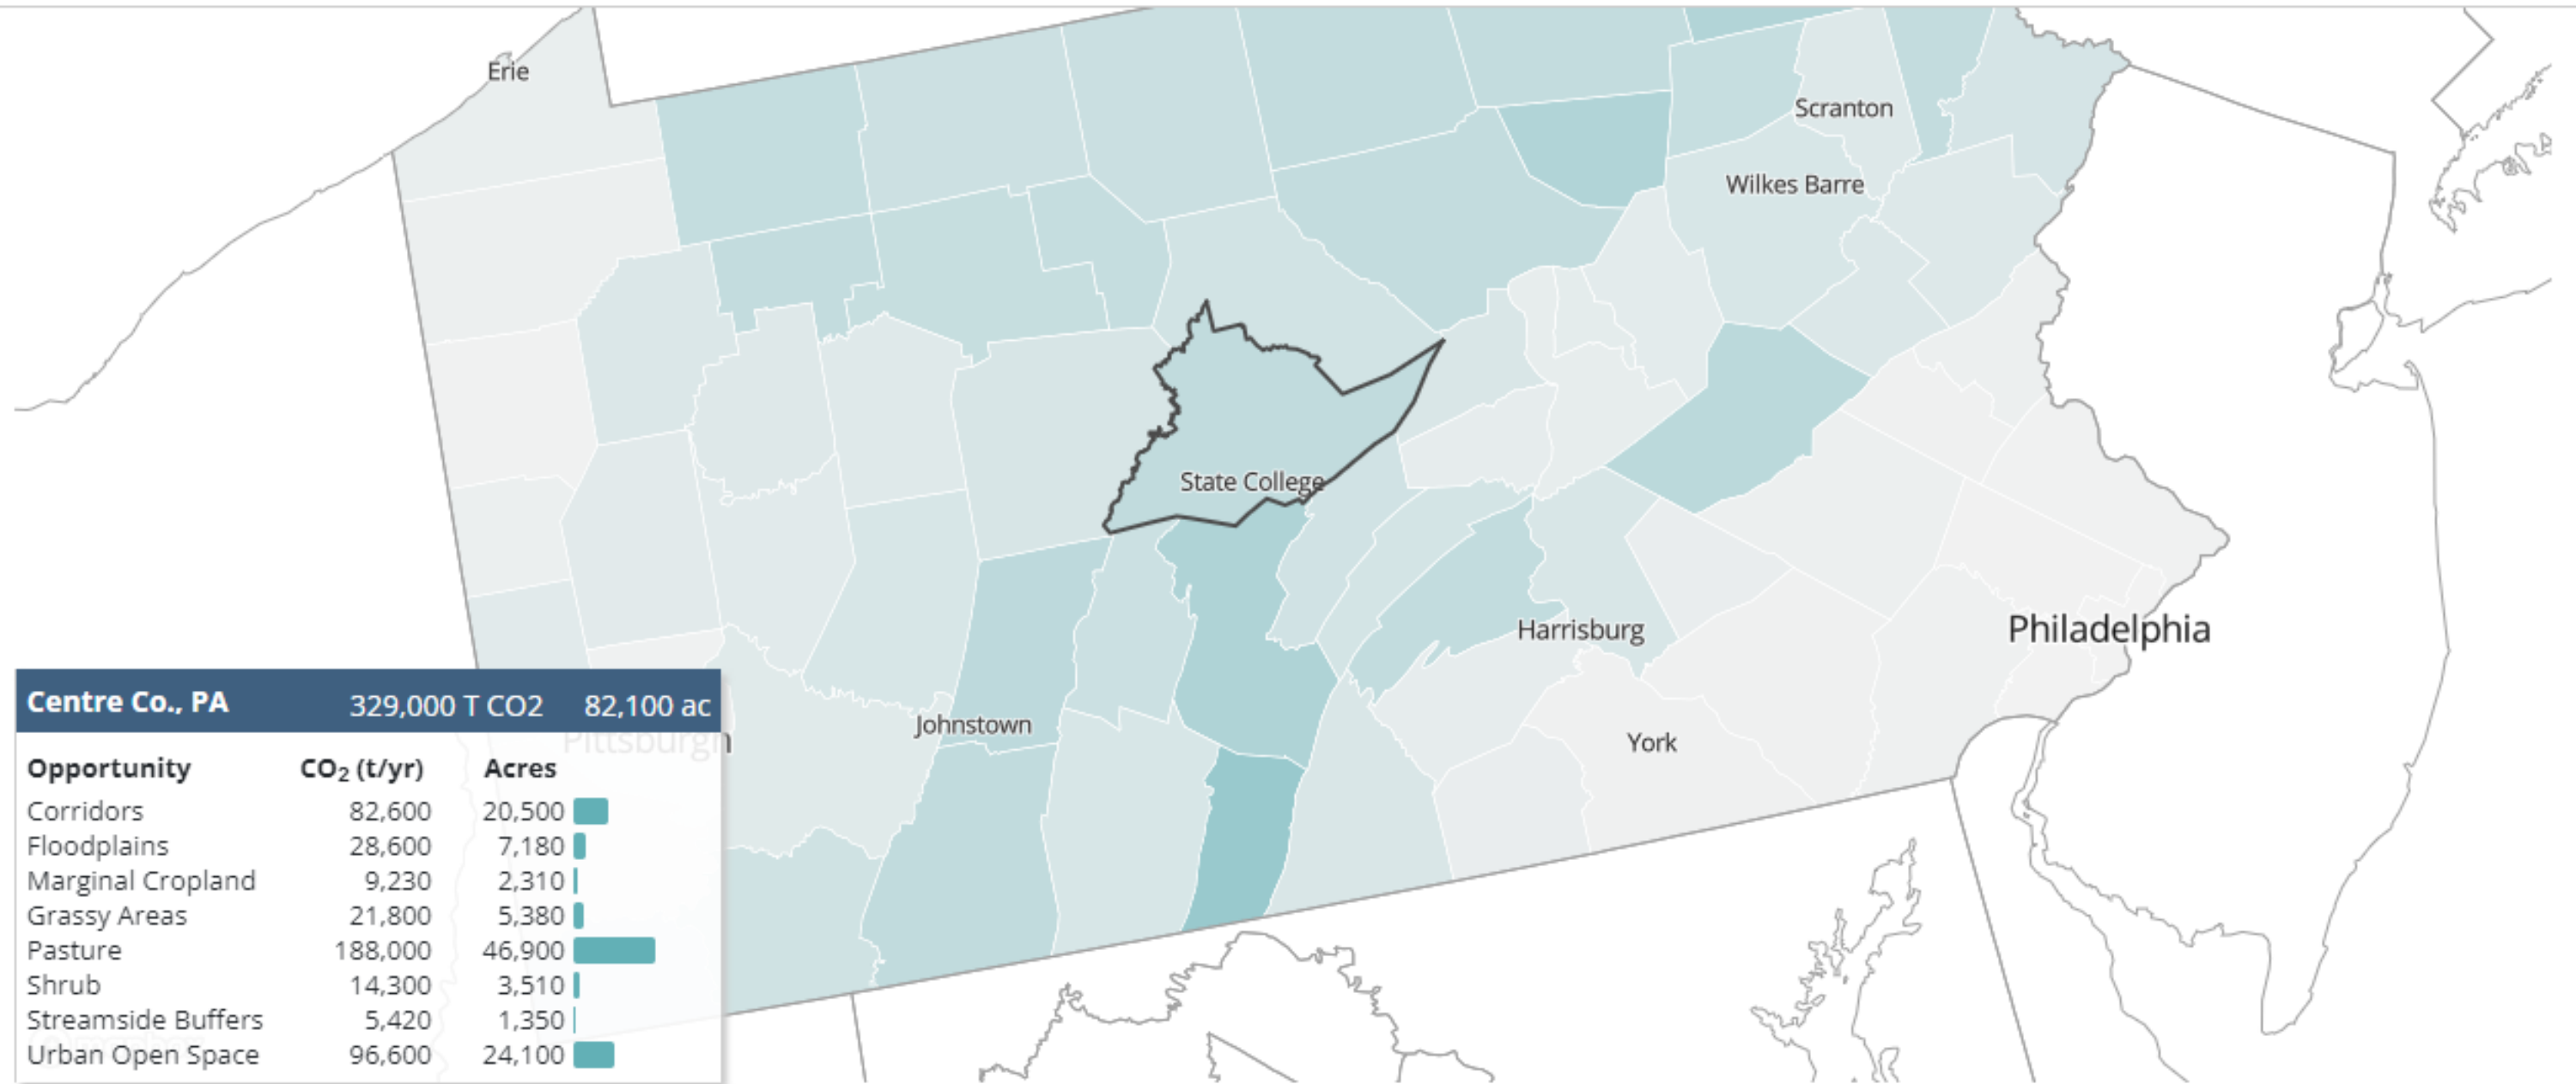 Erie
Scranton
Wilkes Barre
State College
Harrisburg
Philadelphia
Johnstown
York
Pittsburgh
Centre Co., PA 329,000 T CO2 82,100 ac
Opportunity CO₂ (t/yr) Acres
Corridors 82,600 20,500
Floodplains 28,600 7,180
Marginal Cropland 9,230 2,310
Grassy Areas 21,800 5,380
Pasture 188,000 46,900
Shrub 14,300 3,510
Streamside Buffers 5,420 1,350
Urban Open Space 96,600 24,100